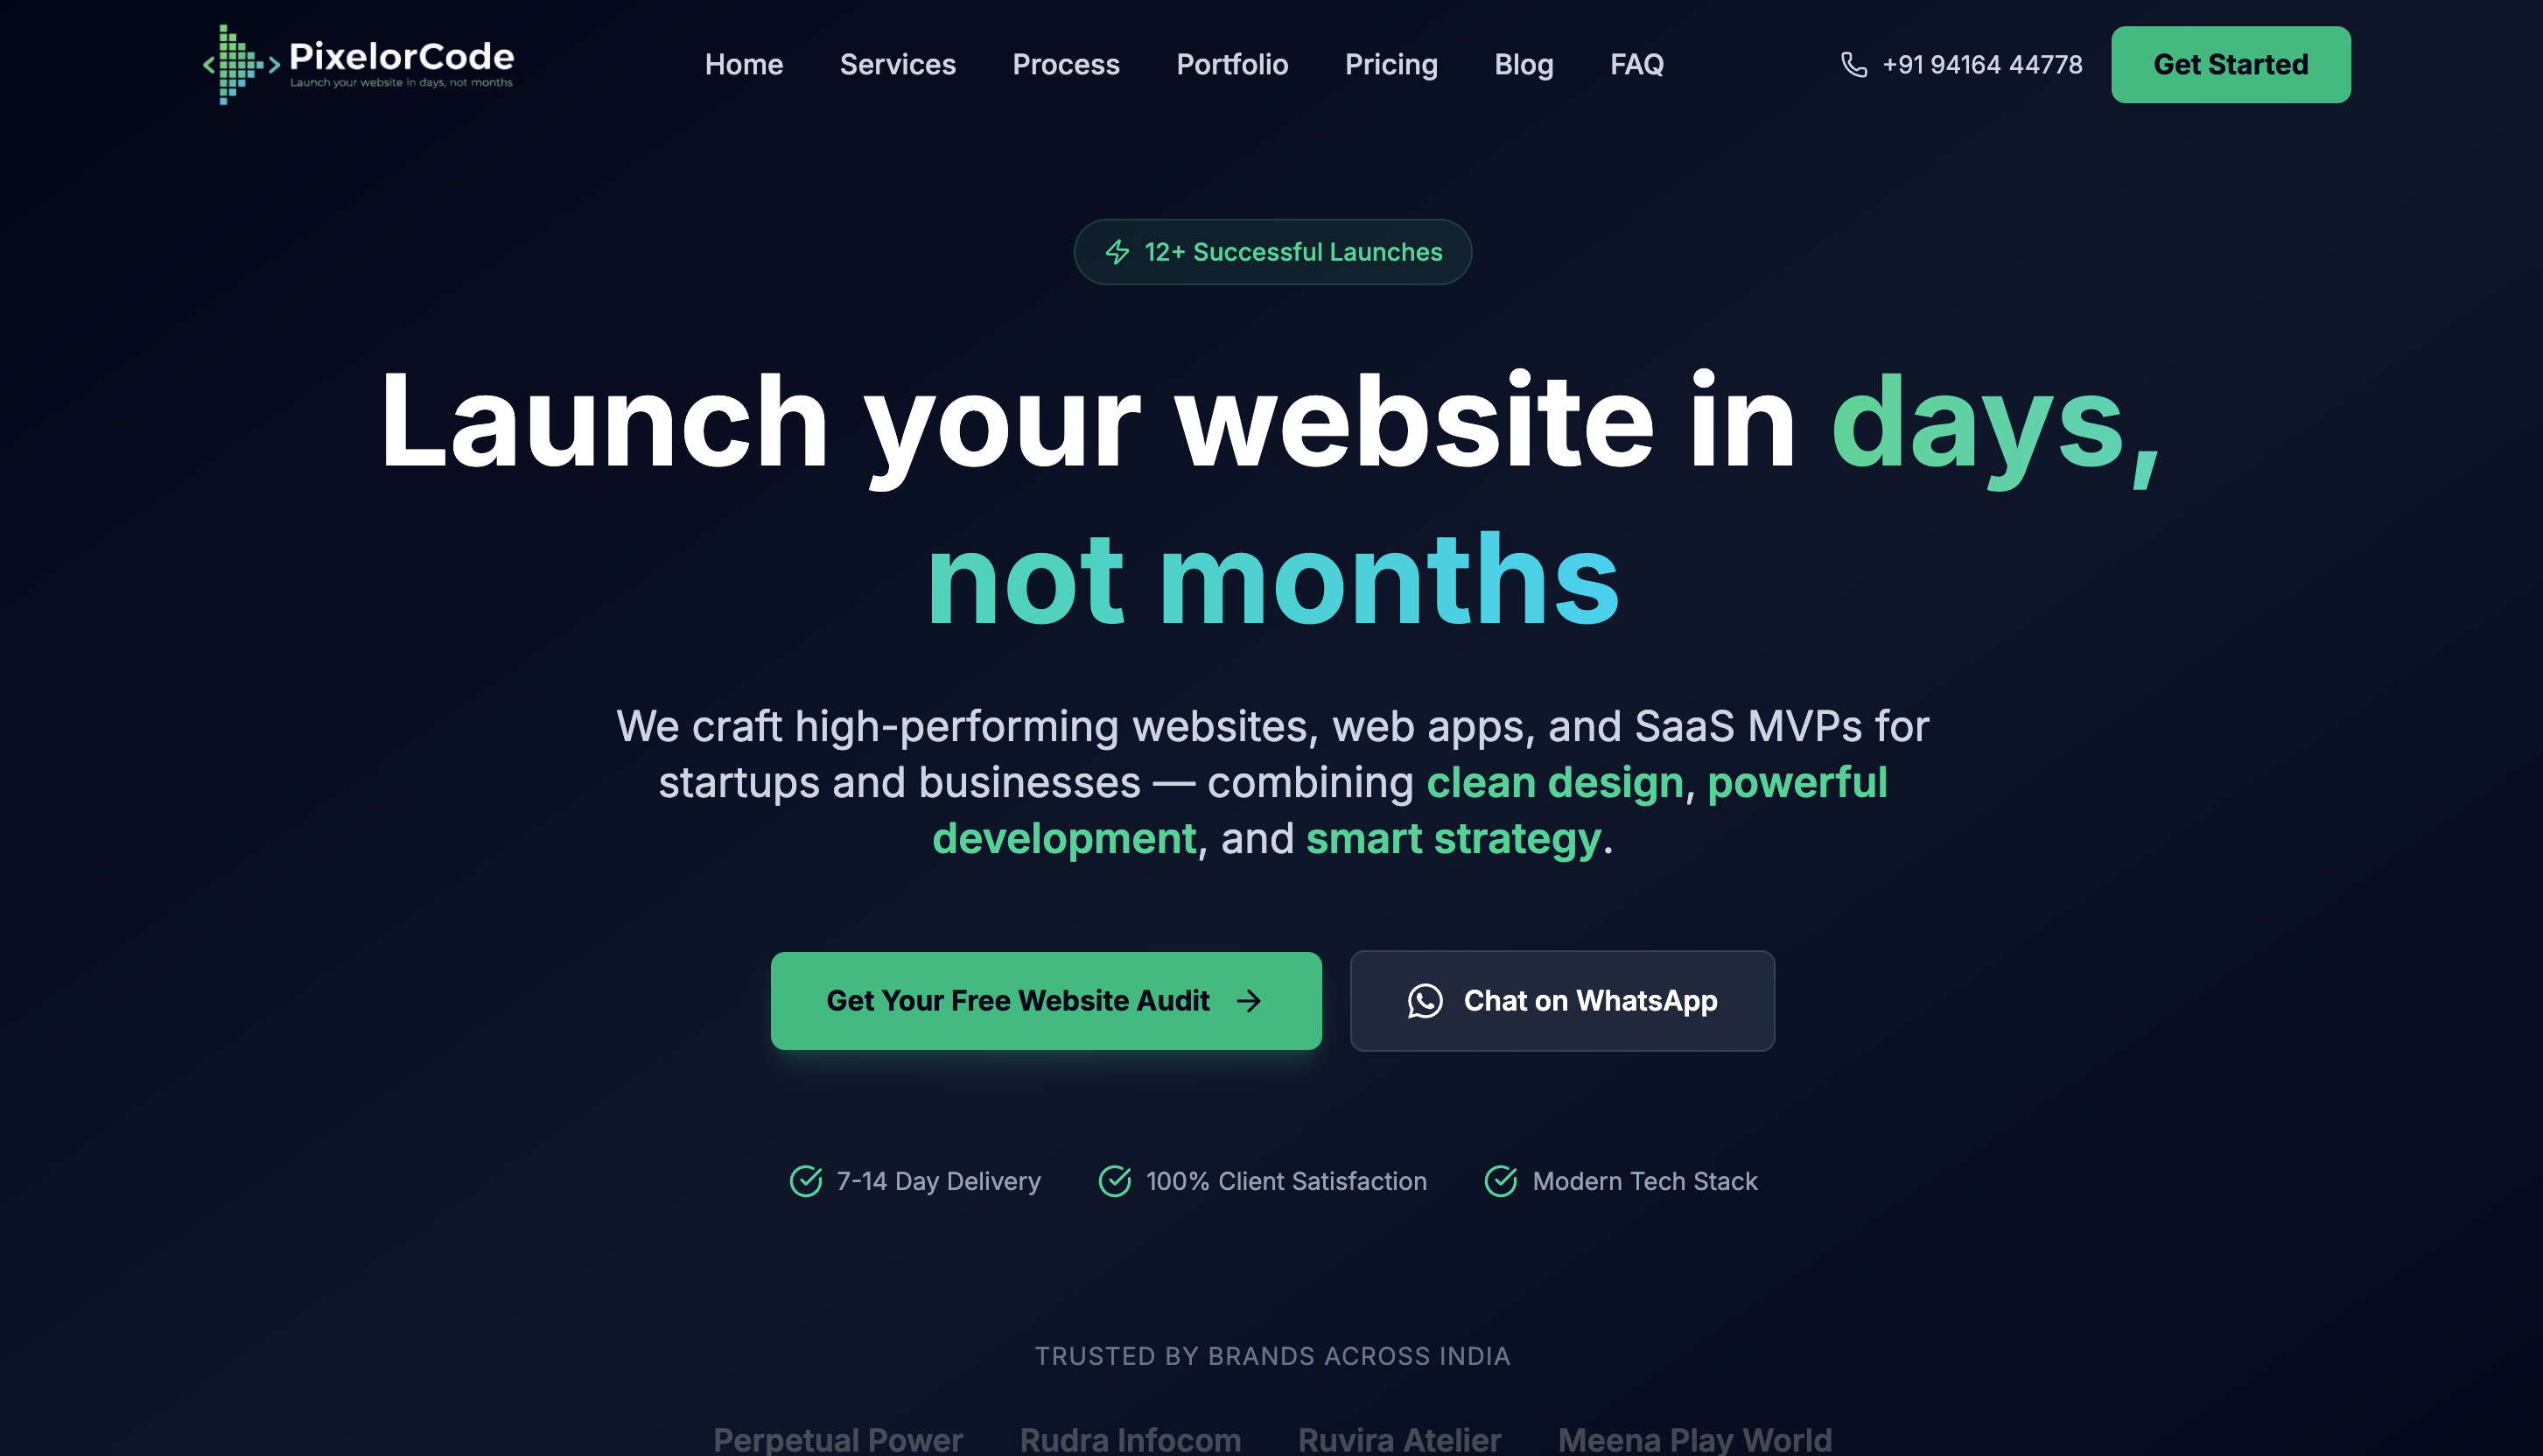 PixelorCode
Launch your website in days, not months
Home Services Process Portfolio Pricing Blog FAQ
+91 94164 44778
Get Started
12+ Successful Launches
Launch your website in days,
not months
We craft high-performing websites, web apps, and SaaS MVPs for
startups and businesses — combining clean design, powerful
development, and smart strategy.
Get Your Free Website Audit
Chat on WhatsApp
7-14 Day Delivery
100% Client Satisfaction
Modern Tech Stack
TRUSTED BY BRANDS ACROSS INDIA
Perpetual Power Rudra Infocom Ruvira Atelier Meena Play World